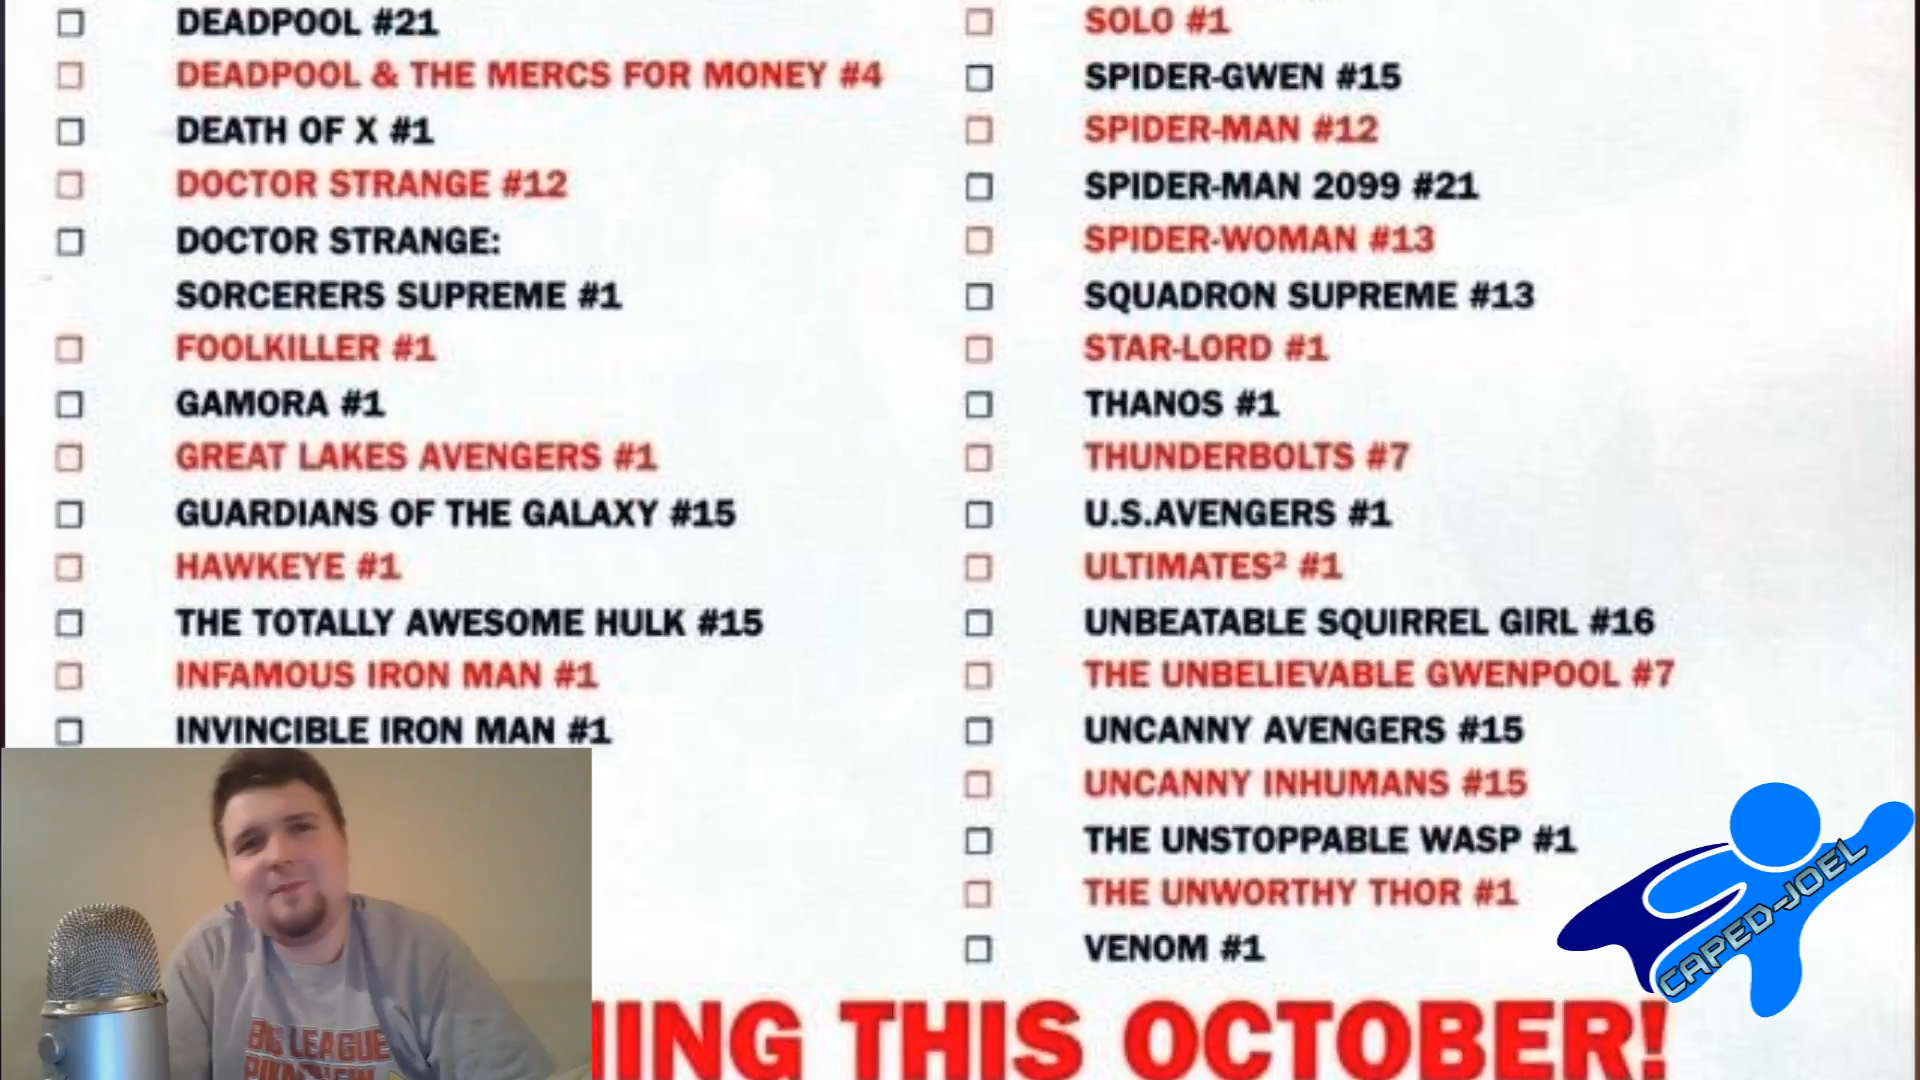 DEADPOOL #21
DEADPOOL & THE MERCS FOR MONEY #4
DEATH OF X #1
DOCTOR STRANGE #12
DOCTOR STRANGE:
SORCERERS SUPREME #1
FOOLKILLER #1
GAMORA #1
GREAT LAKES AVENGERS #1
GUARDIANS OF THE GALAXY #15
HAWKEYE #1
THE TOTALLY AWESOME HULK #15
INFAMOUS IRON MAN #1
INVINCIBLE IRON MAN #1
SOLO #1
SPIDER-GWEN #15
SPIDER-MAN #12
SPIDER-MAN 2099 #21
SPIDER-WOMAN #13
SQUADRON SUPREME #13
STAR-LORD #1
THANOS #1
THUNDERBOLTS #7
U.S.AVENGERS #1
ULTIMATES² #1
UNBEATABLE SQUIRREL GIRL #16
THE UNBELIEVABLE GWENPOOL #7
UNCANNY AVENGERS #15
UNCANNY INHUMANS #15
THE UNSTOPPABLE WASP #1
THE UNWORTHY THOR #1
VENOM #1
THIS OCTOBER!
CAPED-JOEL
BIG LEAGUE